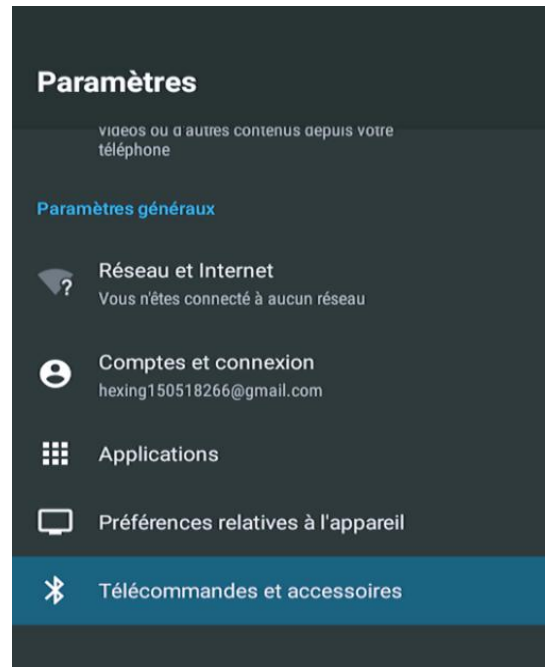 Paramètres
vidéos ou d'autres contenus depuis votre
téléphone
Paramètres généraux
Réseau et Internet
Vous n'êtes connecté à aucun réseau
Comptes et connexion
hexing150518266@gmail.com
Applications
Préférences relatives à l'appareil
Télécommandes et accessoires